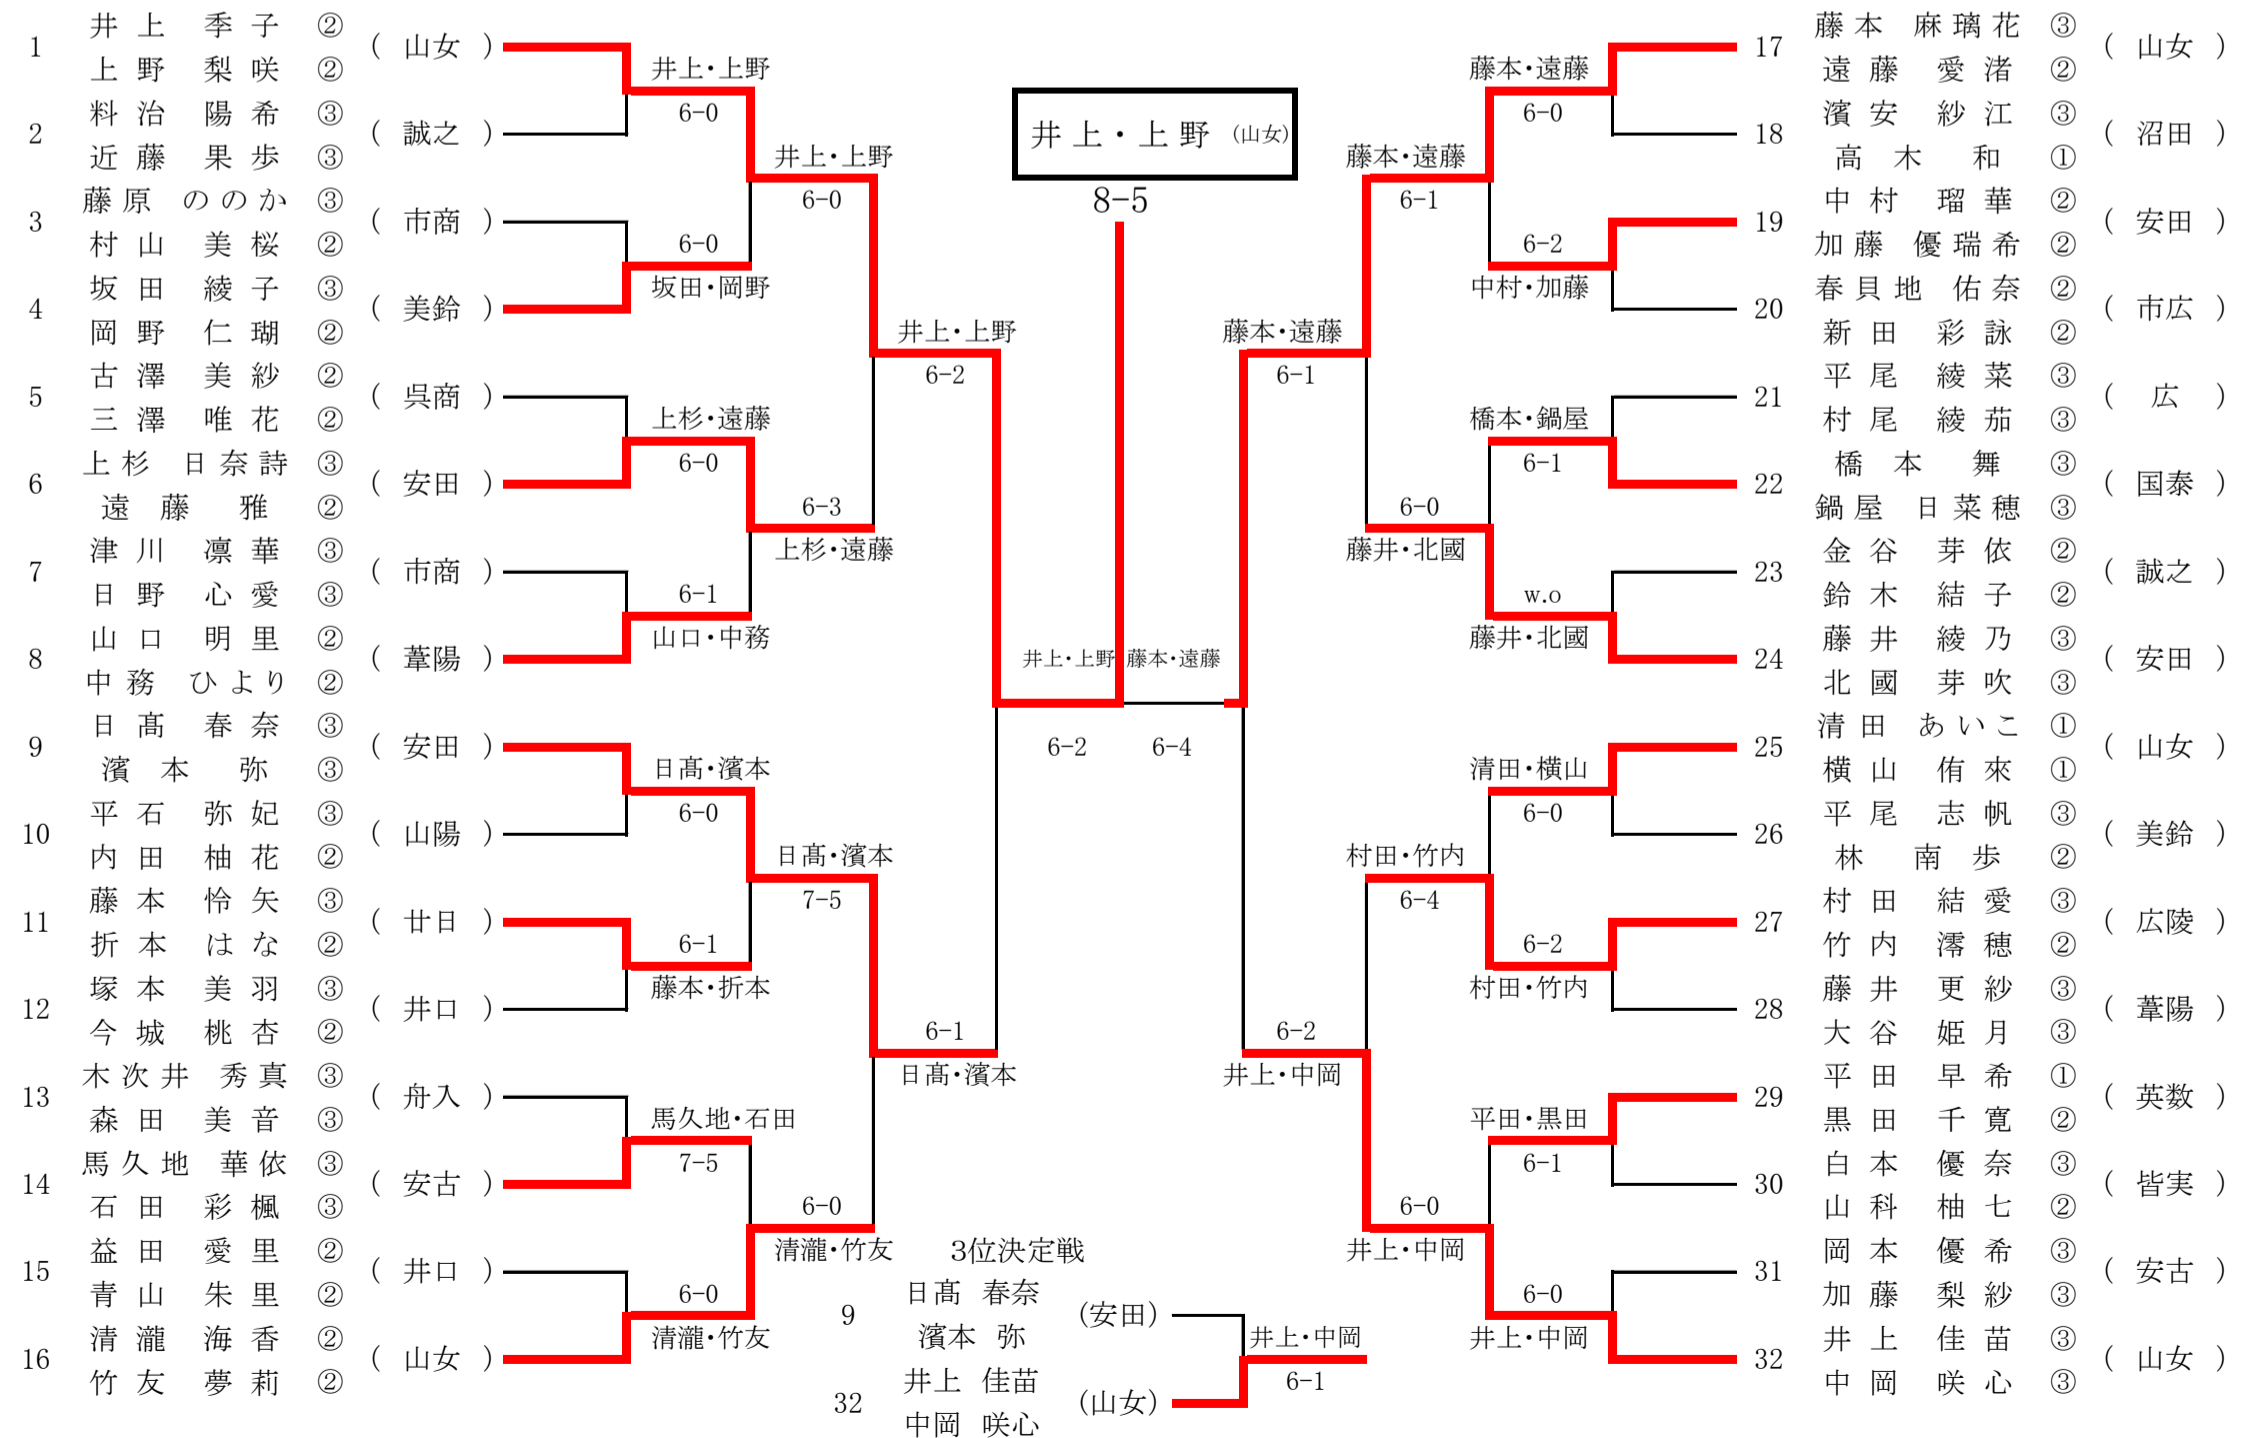 井上・上野 (山女)
8-5
1 井上 季子 ② 上野 梨咲 ② ( 山女 )
2 料治 陽希 ③ 近藤 果歩 ③ ( 誠之 )
3 藤原 ののか ③ 村山 美桜 ② ( 市商 )
4 坂田 綾子 ③ 岡野 仁瑚 ② ( 美鈴 )
5 古澤 美紗 ② 三澤 唯花 ② ( 呉商 )
6 上杉 日奈詩 ③ 遠藤 雅 ② ( 安田 )
7 津川 凛華 ③ 日野 心愛 ③ ( 市商 )
8 山口 明里 ② 中務 ひより ② ( 葦陽 )
9 日髙 春奈 ③ 濱本 弥 ③ ( 安田 )
10 平石 弥妃 ③ 内田 柚花 ② ( 山陽 )
11 藤本 怜矢 ③ 折本 はな ② ( 廿日 )
12 塚本 美羽 ③ 今城 桃杏 ② ( 井口 )
13 木次井 秀真 ③ 森田 美音 ③ ( 舟入 )
14 馬久地 華依 ③ 石田 彩楓 ③ ( 安古 )
15 益田 愛里 ② 青山 朱里 ② ( 井口 )
16 清瀧 海香 ② 竹友 夢莉 ② ( 山女 )
井上・上野
6-0
6-0
坂田・岡野
上杉・遠藤
6-0
6-1
山口・中務
日髙・濱本
6-0
6-1
藤本・折本
馬久地・石田
7-5
6-0
清瀧・竹友
井上・上野
6-0
6-3
上杉・遠藤
日髙・濱本
7-5
6-0
清瀧・竹友
井上・上野
6-2
6-1
日髙・濱本
井上・上野 藤本・遠藤
6-2 6-4
藤本・遠藤
6-1
6-2
井上・中岡
藤本・遠藤
6-1
6-0
藤井・北國
村田・竹内
6-4
6-0
井上・中岡
藤本・遠藤
6-0
6-2
中村・加藤
橋本・鍋屋
6-1
w.o
藤井・北國
清田・横山
6-0
6-2
村田・竹内
平田・黒田
6-1
6-0
井上・中岡
17 藤本 麻璃花 ③ 遠藤 愛渚 ② ( 山女 )
18 濱安 紗江 ③ 高木 和 ① ( 沼田 )
19 中村 瑠華 ② 加藤 優瑞希 ② ( 安田 )
20 春貝地 佑奈 ② 新田 彩詠 ② ( 市広 )
21 平尾 綾菜 ③ 村尾 綾茄 ③ ( 広 )
22 橋本 舞 ③ 鍋屋 日菜穂 ③ ( 国泰 )
23 金谷 芽依 ② 鈴木 結子 ② ( 誠之 )
24 藤井 綾乃 ③ 北國 芽吹 ③ ( 安田 )
25 清田 あいこ ① 横山 侑來 ① ( 山女 )
26 平尾 志帆 ③ 林 南歩 ② ( 美鈴 )
27 村田 結愛 ③ 竹内 澪穂 ② ( 広陵 )
28 藤井 更紗 ③ 大谷 姫月 ③ ( 葦陽 )
29 平田 早希 ① 黒田 千寛 ② ( 英数 )
30 白本 優奈 ③ 山科 柚七 ② ( 皆実 )
31 岡本 優希 ③ 加藤 梨紗 ③ ( 安古 )
32 井上 佳苗 ③ 中岡 咲心 ③ ( 山女 )
3位決定戦
9 日髙 春奈 濱本 弥 (安田)
32 井上 佳苗 中岡 咲心 (山女)
井上・中岡
6-1